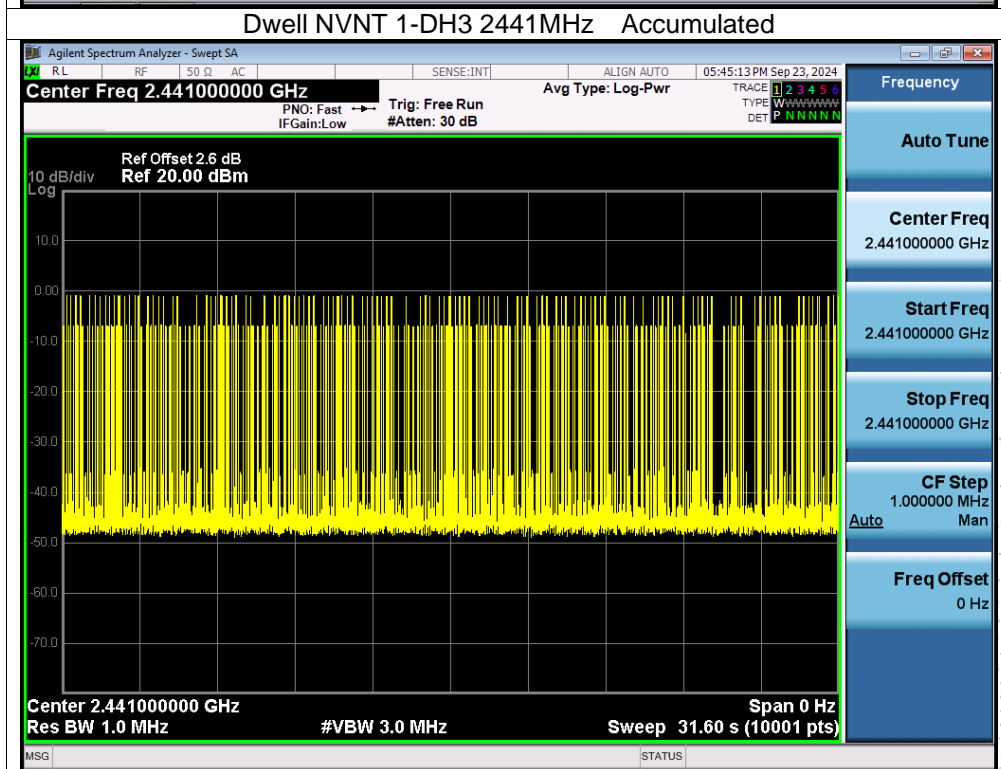 Dwell NVNT 1-DH3 2441MHz    Accumulated
Agilent Spectrum Analyzer - Swept SA
LXI RL RF 50 Ω AC SENSE:INT ALIGN AUTO 05:45:13 PM Sep 23, 2024
Center Freq 2.441000000 GHz
PNO: Fast
IFGain:Low
Trig: Free Run
#Atten: 30 dB
Avg Type: Log-Pwr
TRACE 1 2 3 4 5 6
TYPE WWWWWWW
DET P N N N N N
Ref Offset 2.6 dB
10 dB/div Ref 20.00 dBm
Log
10.0
0.00
-10.0
-20.0
-30.0
-40.0
-50.0
-60.0
-70.0
Center 2.441000000 GHz Span 0 Hz
Res BW 1.0 MHz #VBW 3.0 MHz Sweep 31.60 s (10001 pts)
MSG STATUS
Frequency
Auto Tune
Center Freq
2.441000000 GHz
Start Freq
2.441000000 GHz
Stop Freq
2.441000000 GHz
CF Step
1.000000 MHz
Auto Man
Freq Offset
0 Hz